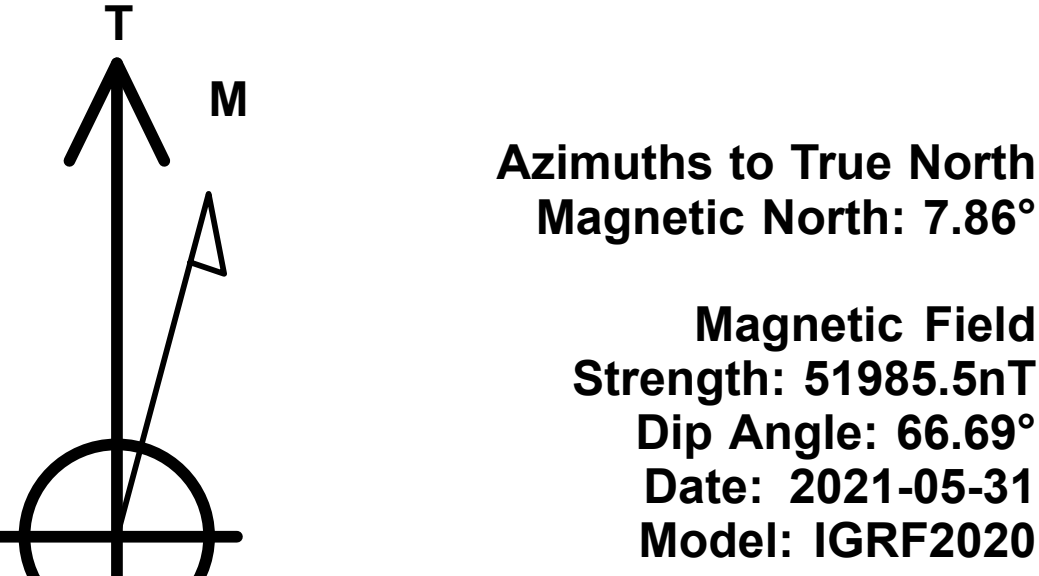 T
M
Azimuths to True North
Magnetic North: 7.86°
Magnetic Field
Strength: 51985.5nT
Dip Angle: 66.69°
Date: 2021-05-31
Model: IGRF2020